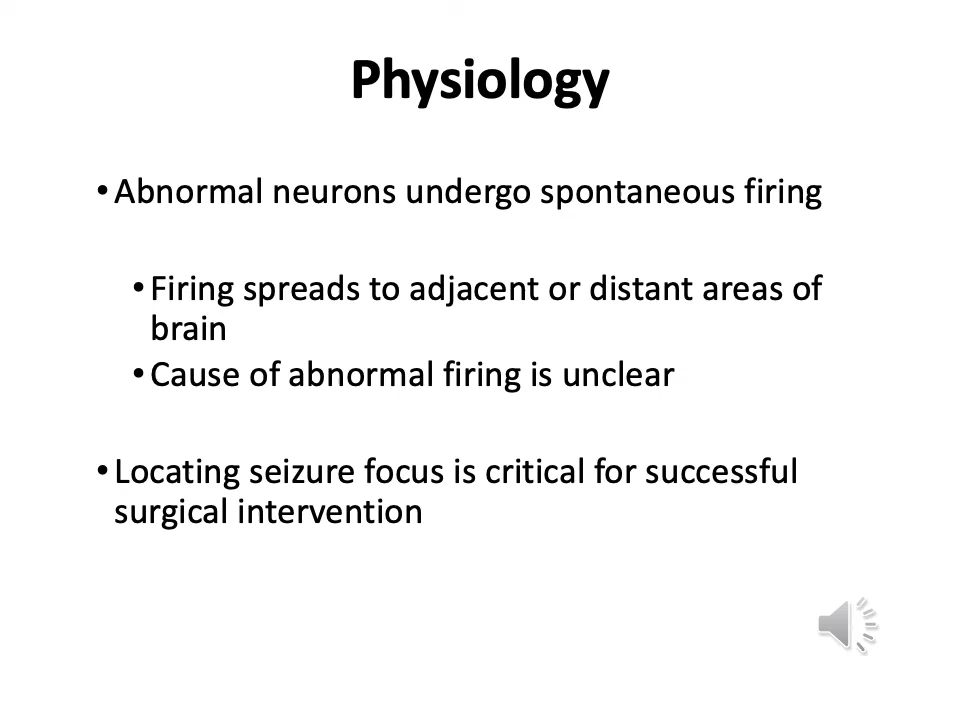 Physiology
• Abnormal neurons undergo spontaneous firing
• Firing spreads to adjacent or distant areas of
brain
• Cause of abnormal firing is unclear
• Locating seizure focus is critical for successful
surgical intervention